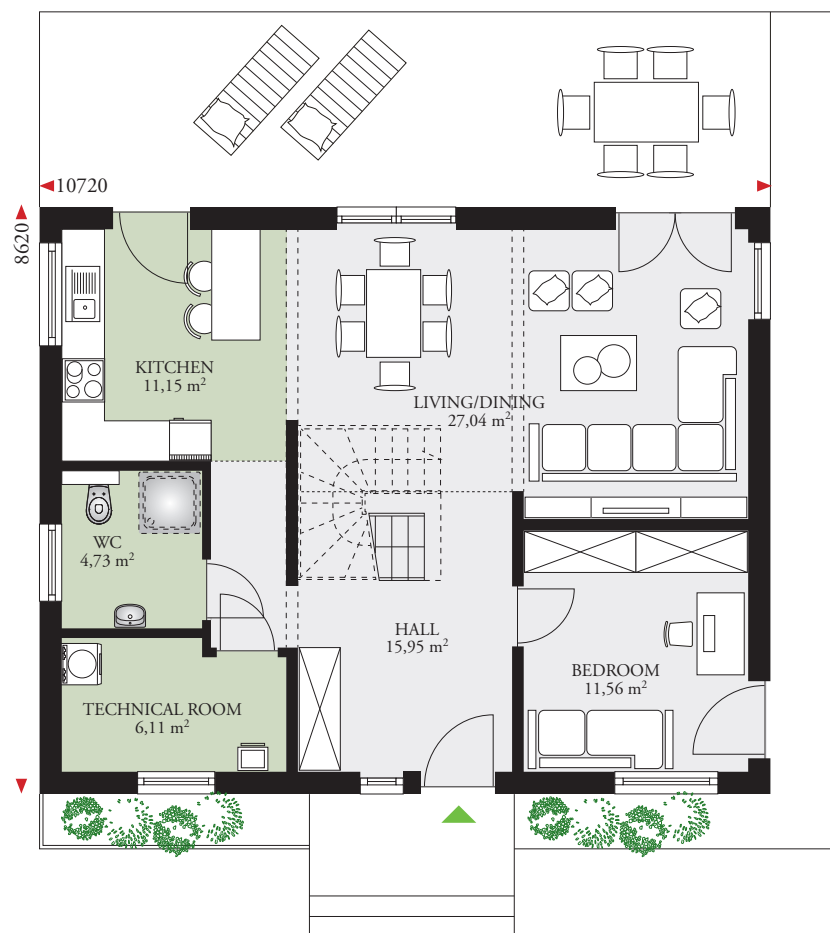 10720
8620
KITCHEN
11,15 m²
LIVING/DINING
27,04 m²
WC
4,73 m²
HALL
15,95 m²
BEDROOM
11,56 m²
TECHNICAL ROOM
6,11 m²